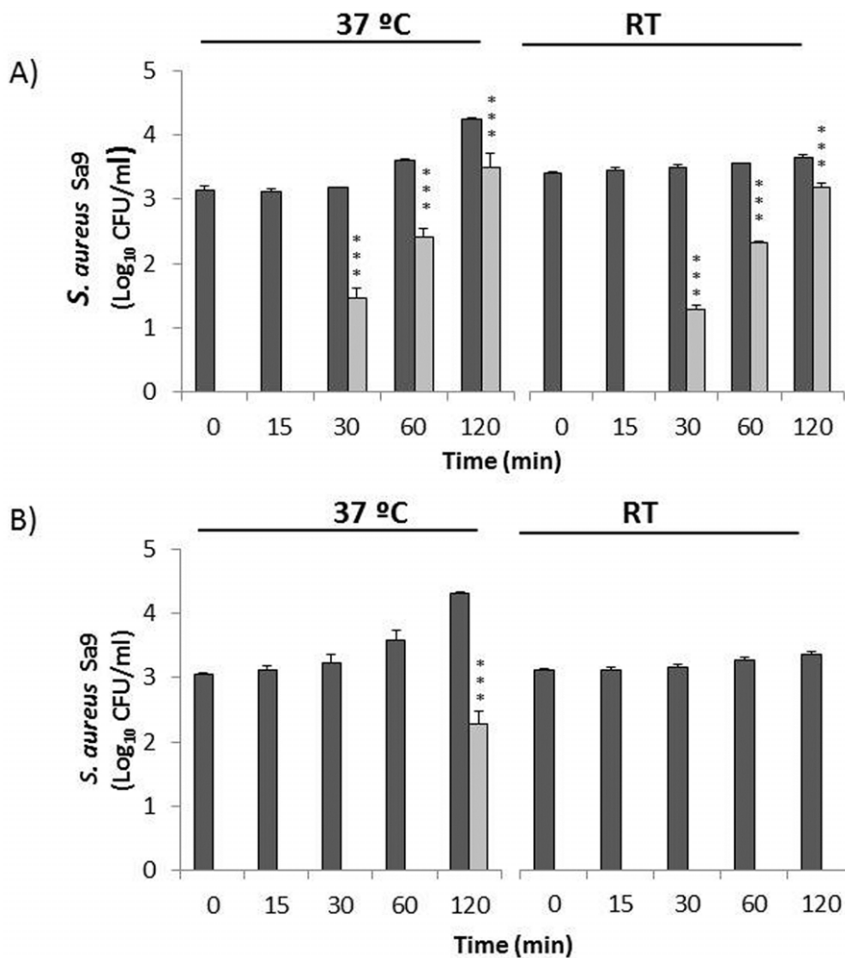 37 ºC RT
A)
S. aureus Sa9
(Log₁₀ CFU/ml)
5
4
3
2
1
0
***
***
***
***
***
***
0 15 30 60 120 0 15 30 60 120
Time (min)
37 ºC RT
B)
S. aureus Sa9
(Log₁₀ CFU/ml)
5
4
3
2
1
0
***
0 15 30 60 120 0 15 30 60 120
Time (min)